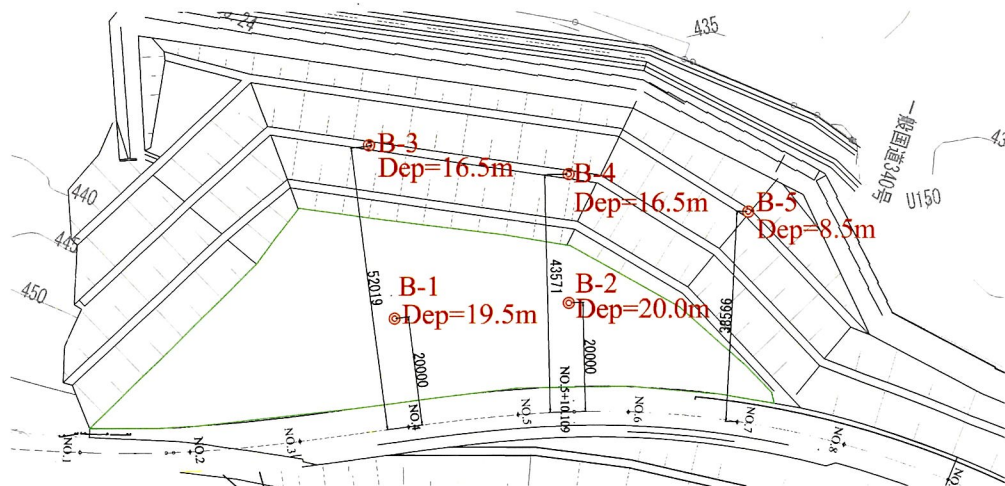 435
一般国道340号
U150
440
445
450
B-3
Dep=16.5m
B-4
Dep=16.5m
B-5
Dep=8.5m
B-1
Dep=19.5m
B-2
Dep=20.0m
52019
43571
38566
20000
20000
NO.1
NO.2
NO.3
NO.4
NO.5
NO.5+10.109
NO.6
NO.7
NO.8